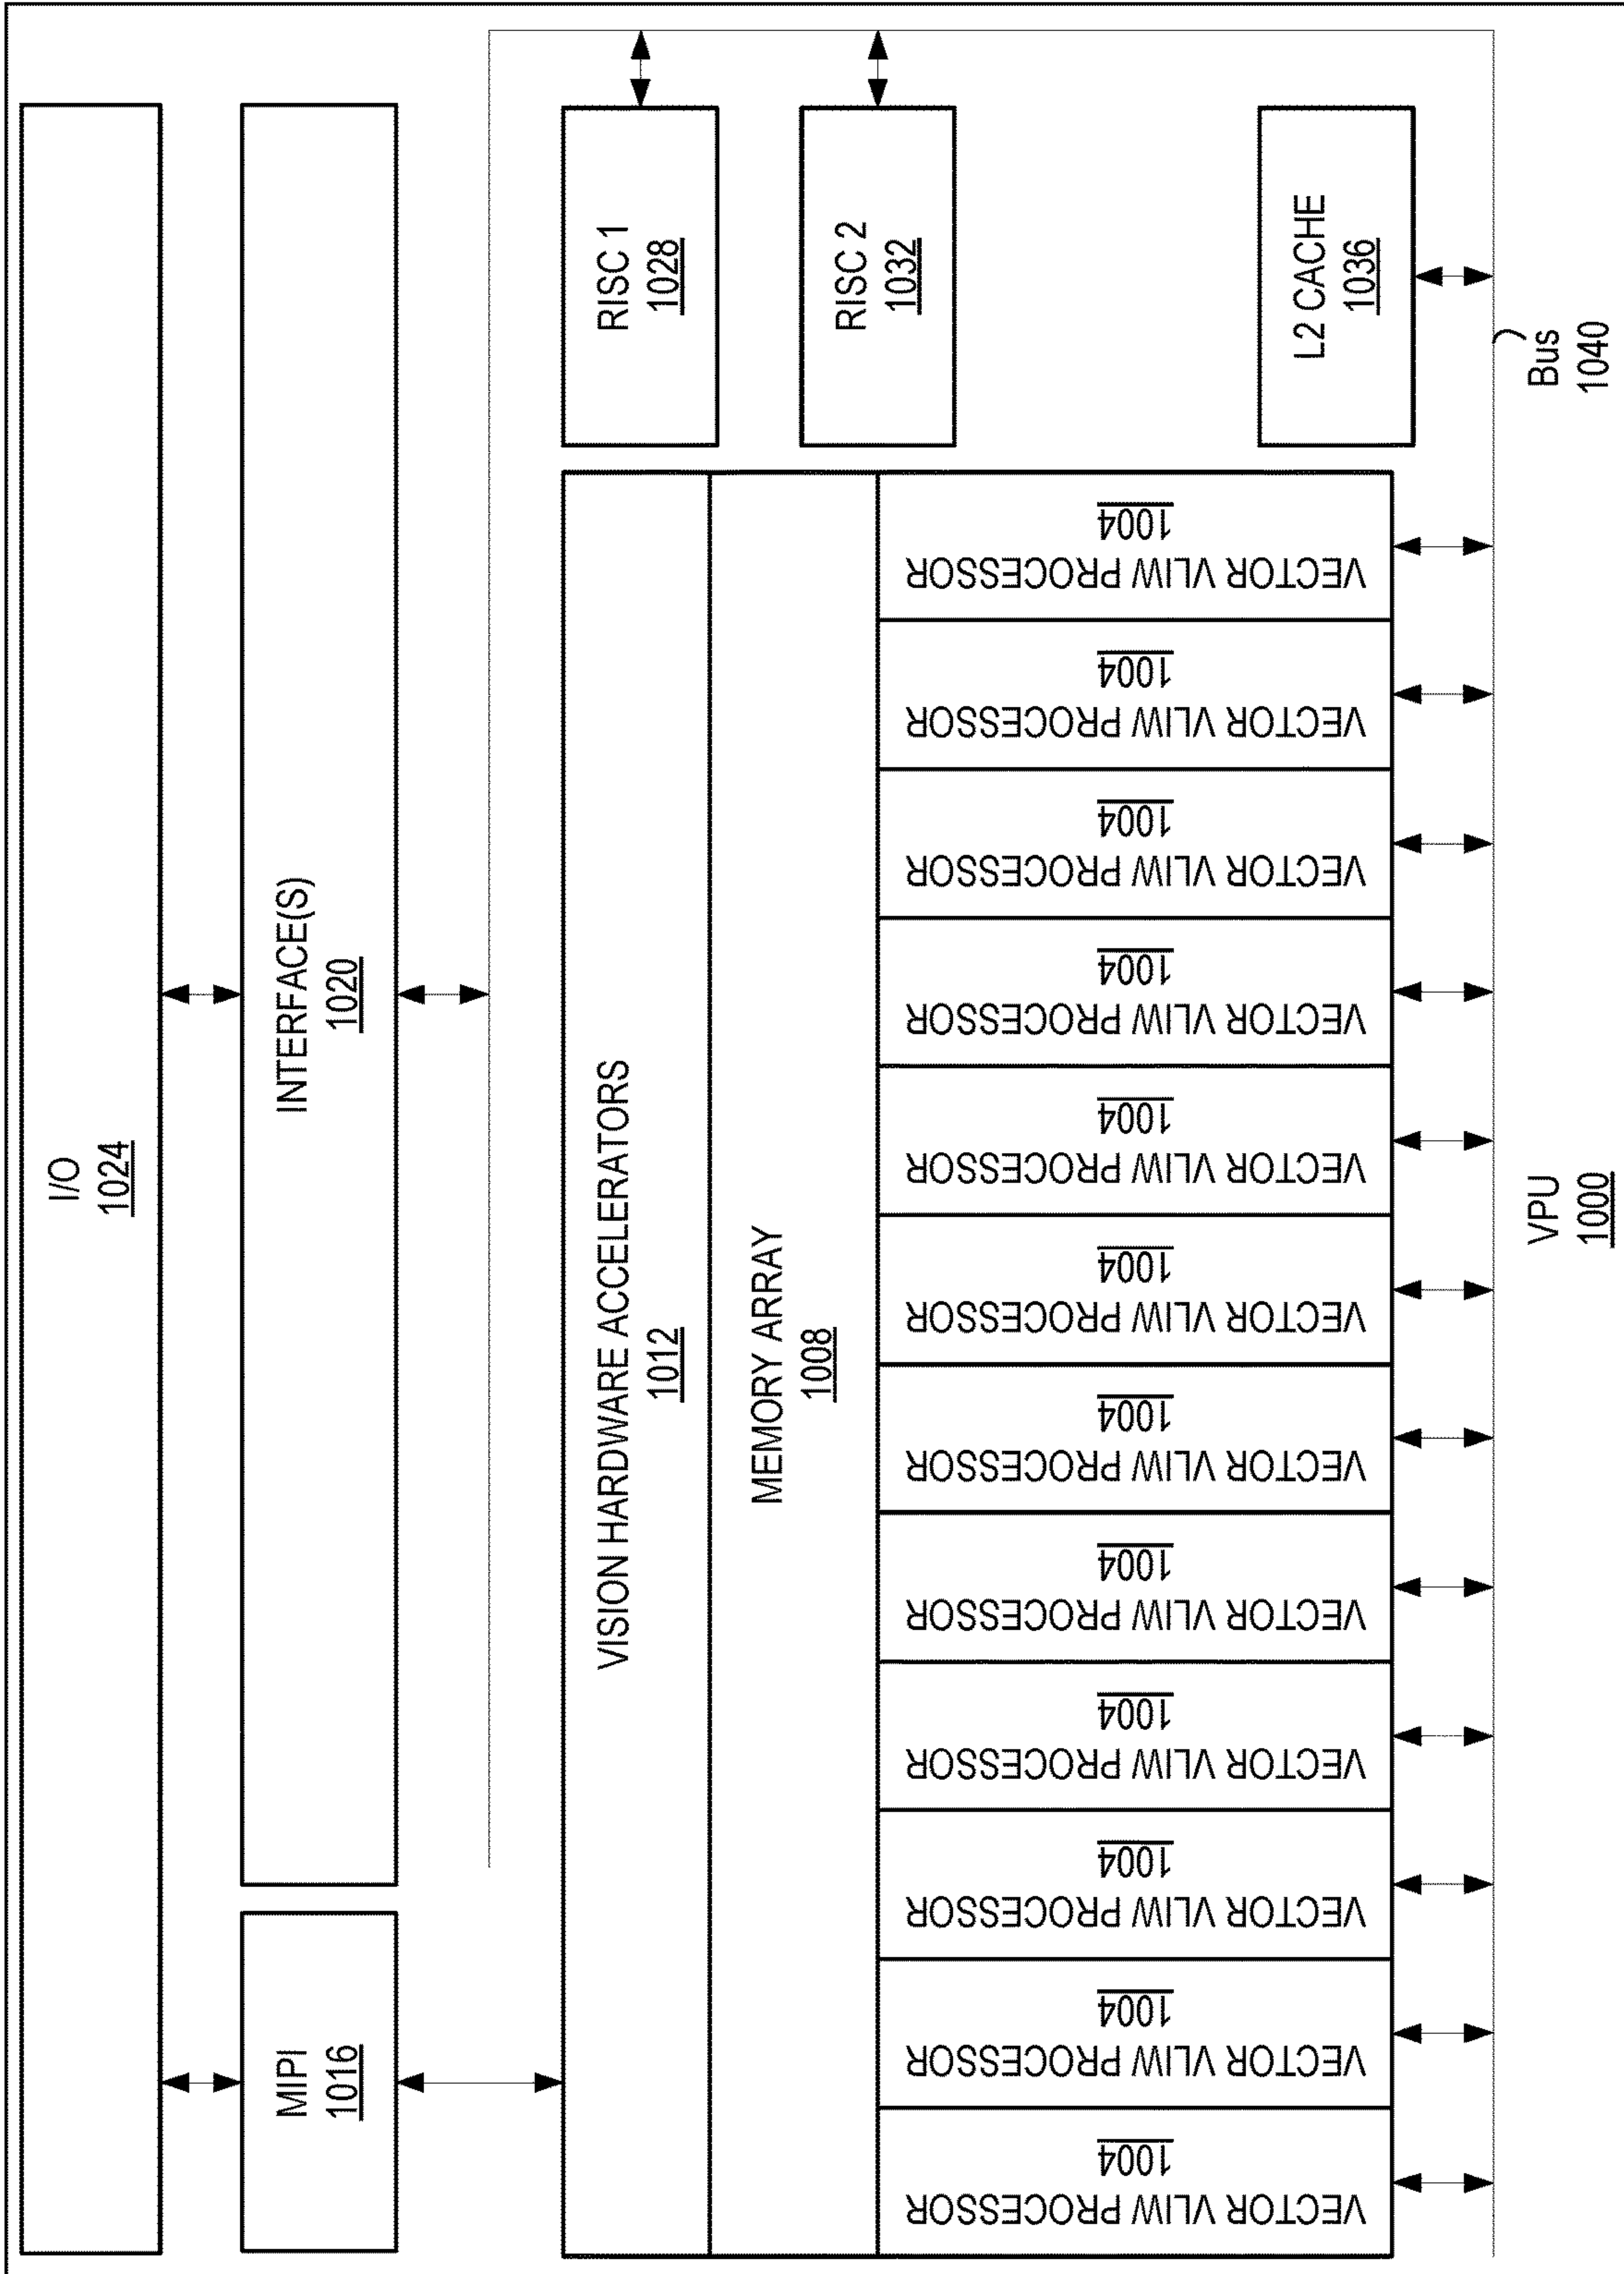 I/O
1024
MIPI
1016
INTERFACE(S)
1020
VISION HARDWARE ACCELERATORS
1012
RISC 1
1028
MEMORY ARRAY
1008
RISC 2
1032
VECTOR VLIW PROCESSOR
1004
VECTOR VLIW PROCESSOR
1004
VECTOR VLIW PROCESSOR
1004
VECTOR VLIW PROCESSOR
1004
VECTOR VLIW PROCESSOR
1004
VECTOR VLIW PROCESSOR
1004
VECTOR VLIW PROCESSOR
1004
VECTOR VLIW PROCESSOR
1004
VECTOR VLIW PROCESSOR
1004
VECTOR VLIW PROCESSOR
1004
VECTOR VLIW PROCESSOR
1004
VECTOR VLIW PROCESSOR
1004
L2 CACHE
1036
VPU
1000
Bus
1040